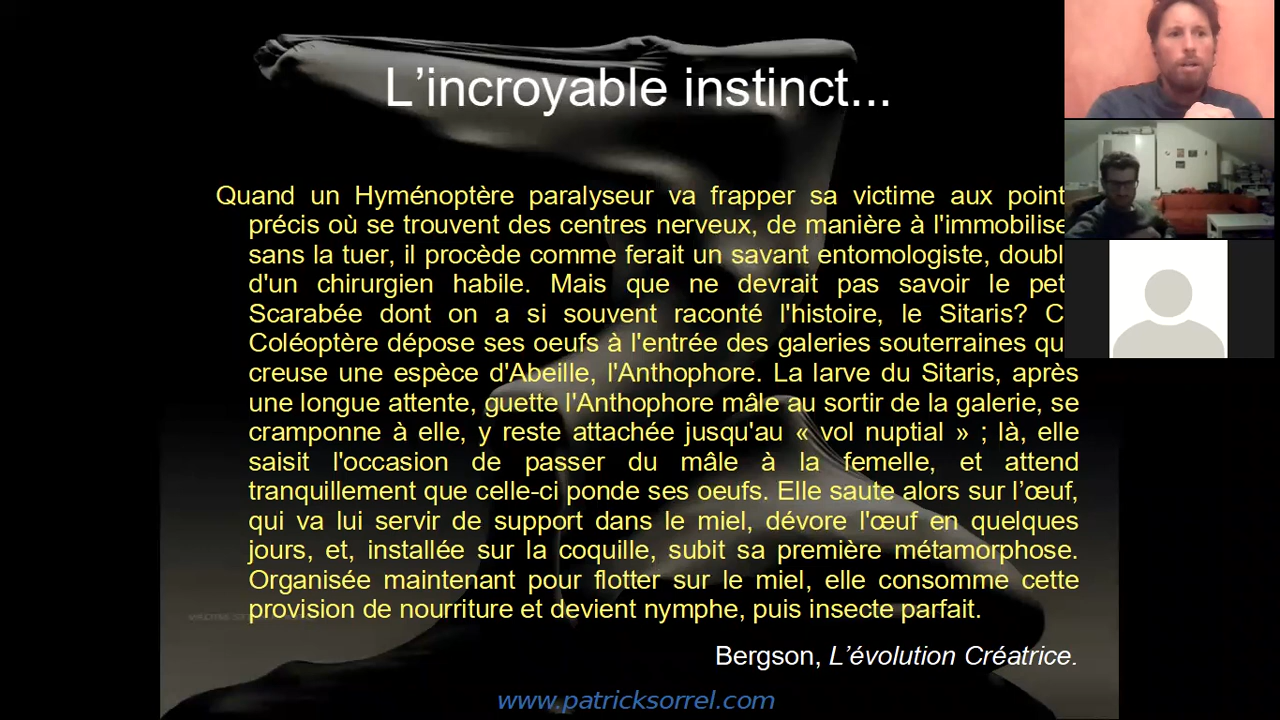 L’incroyable instinct...
Quand un Hyménoptère paralyseur va frapper sa victime aux point
précis où se trouvent des centres nerveux, de manière à l'immobilise
sans la tuer, il procède comme ferait un savant entomologiste, doubl
d'un chirurgien habile. Mais que ne devrait pas savoir le pet
Scarabée dont on a si souvent raconté l'histoire, le Sitaris? C
Coléoptère dépose ses oeufs à l'entrée des galeries souterraines qu
creuse une espèce d'Abeille, l'Anthophore. La larve du Sitaris, après
une longue attente, guette l'Anthophore mâle au sortir de la galerie, se
cramponne à elle, y reste attachée jusqu'au « vol nuptial » ; là, elle
saisit l'occasion de passer du mâle à la femelle, et attend
tranquillement que celle-ci ponde ses oeufs. Elle saute alors sur l’œuf,
qui va lui servir de support dans le miel, dévore l'œuf en quelques
jours, et, installée sur la coquille, subit sa première métamorphose.
Organisée maintenant pour flotter sur le miel, elle consomme cette
provision de nourriture et devient nymphe, puis insecte parfait.
Bergson, L’évolution Créatrice.
www.patricksorrel.com